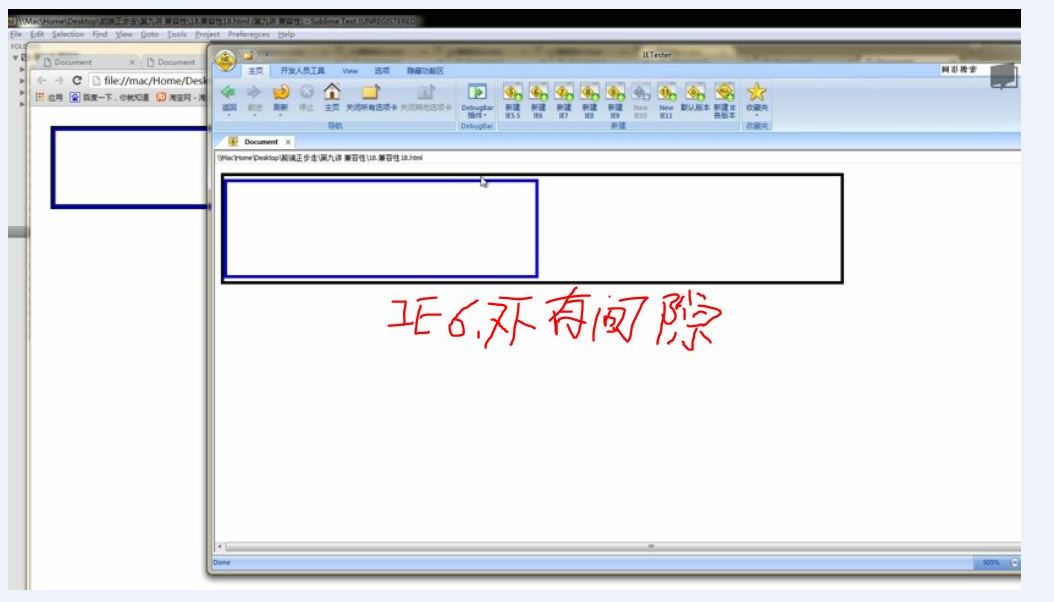 \\Mac\Home\Desktop\前端正步走\第九讲 兼容性\18.兼容性18.html (第九讲 兼容性) - Sublime Text (UNREGISTERED)
File Edit Selection Find View Goto Tools Project Preferences Help
Document × Document
file://mac/Home/Desk
应用 百度一下，你就知道 淘宝网 - 淘
IETester
主页 开发人员工具 View 选项 隐藏功能区
返回 前进 刷新 停止 主页 关闭所有选项卡 关闭其他选项卡 DebugBar 插件 新建 IE5.5 新建 IE6 新建 IE7 新建 IE8 新建 IE9 New IE10 New IE11 默认版本 新建 IE 各版本 收藏夹
导航 DebugBar 新建 收藏夹
Document ×
\\Mac\Home\Desktop\前端正步走\第九讲 兼容性\18.兼容性18.html
IE6,下有间隙
Done 505%